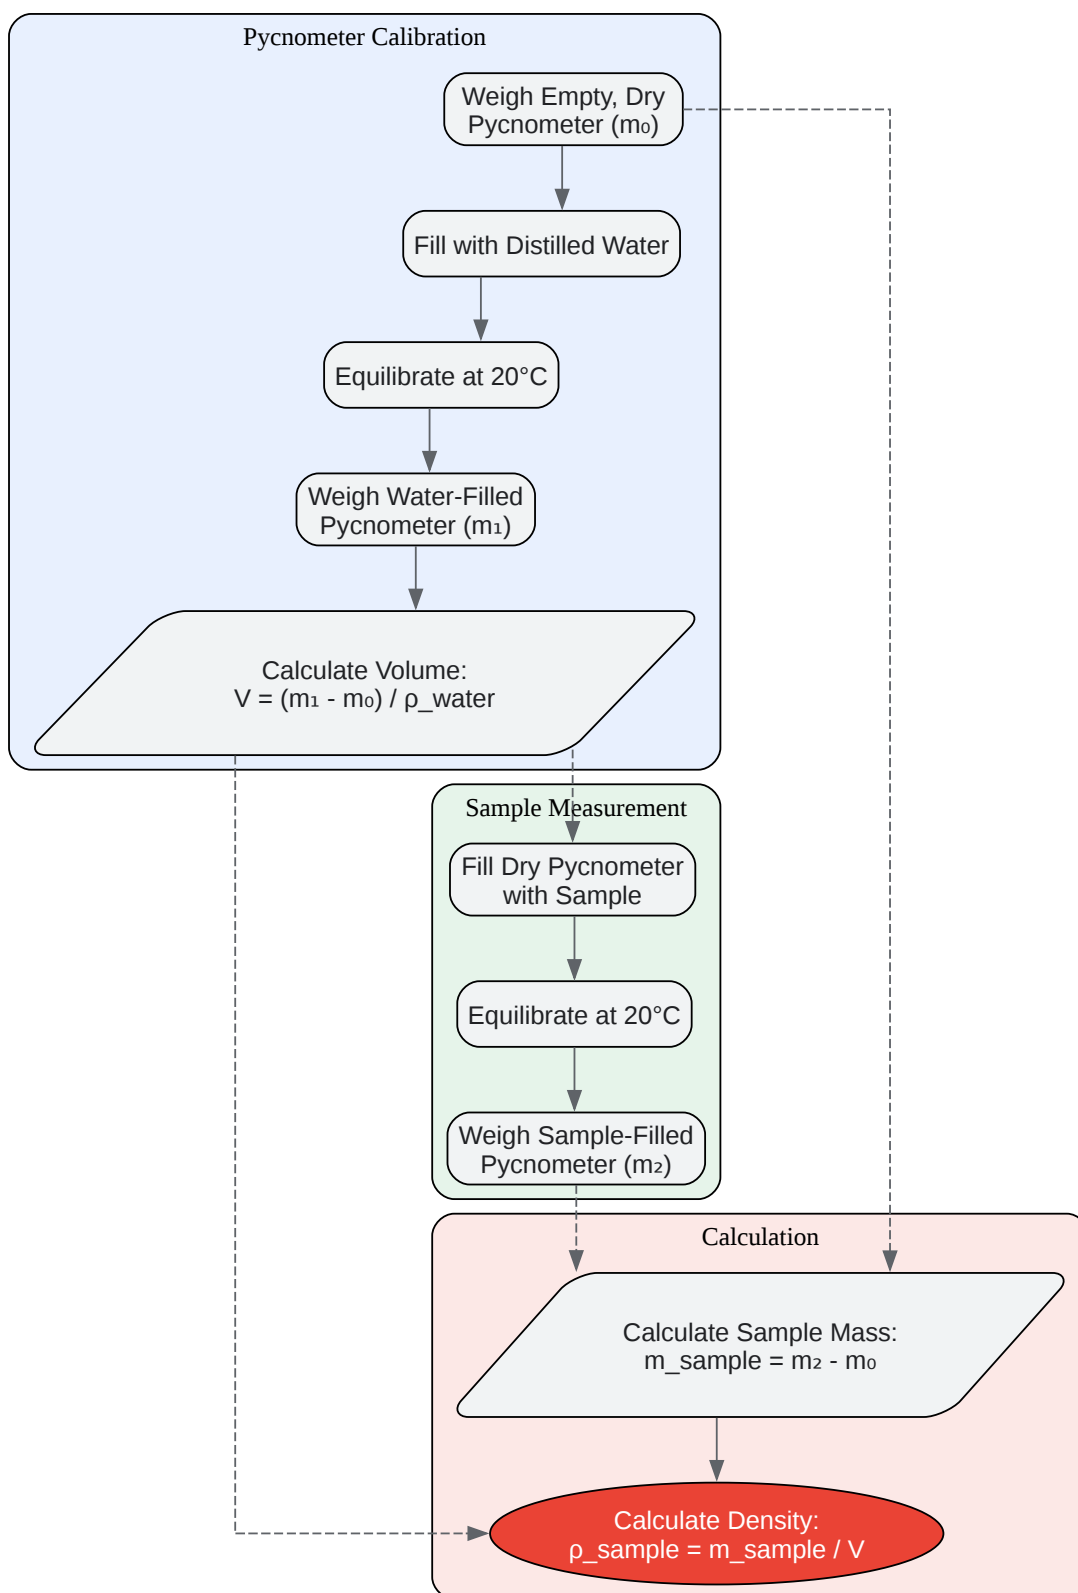 Pycnometer Calibration
Weigh Empty, Dry
Pycnometer (m₀)
Fill with Distilled Water
Equilibrate at 20°C
Weigh Water-Filled
Pycnometer (m₁)
Calculate Volume:
V = (m₁ - m₀) / ρ_water
Sample Measurement
Fill Dry Pycnometer
with Sample
Equilibrate at 20°C
Weigh Sample-Filled
Pycnometer (m₂)
Calculation
Calculate Sample Mass:
m_sample = m₂ - m₀
Calculate Density:
ρ_sample = m_sample / V